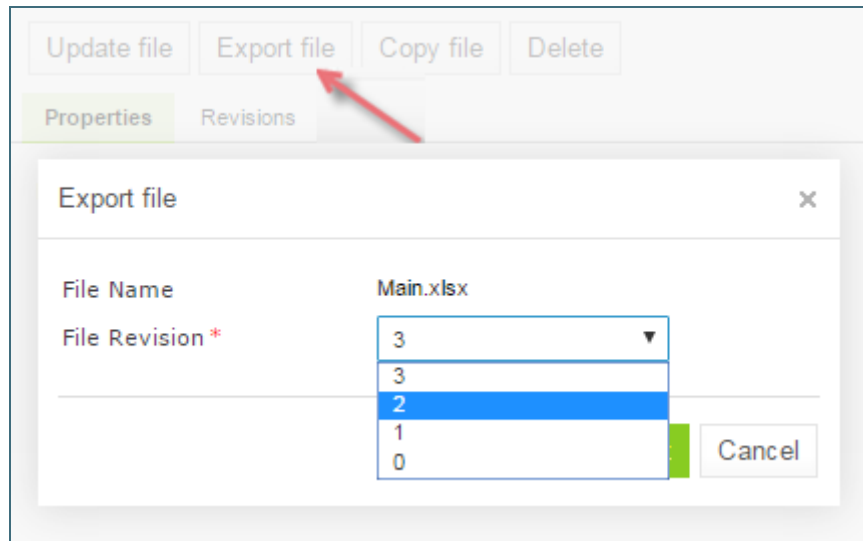 Update file Export file Copy file Delete
Properties Revisions
Export file ×
File Name Main.xlsx
File Revision * 3
3
2
1
0
Cancel